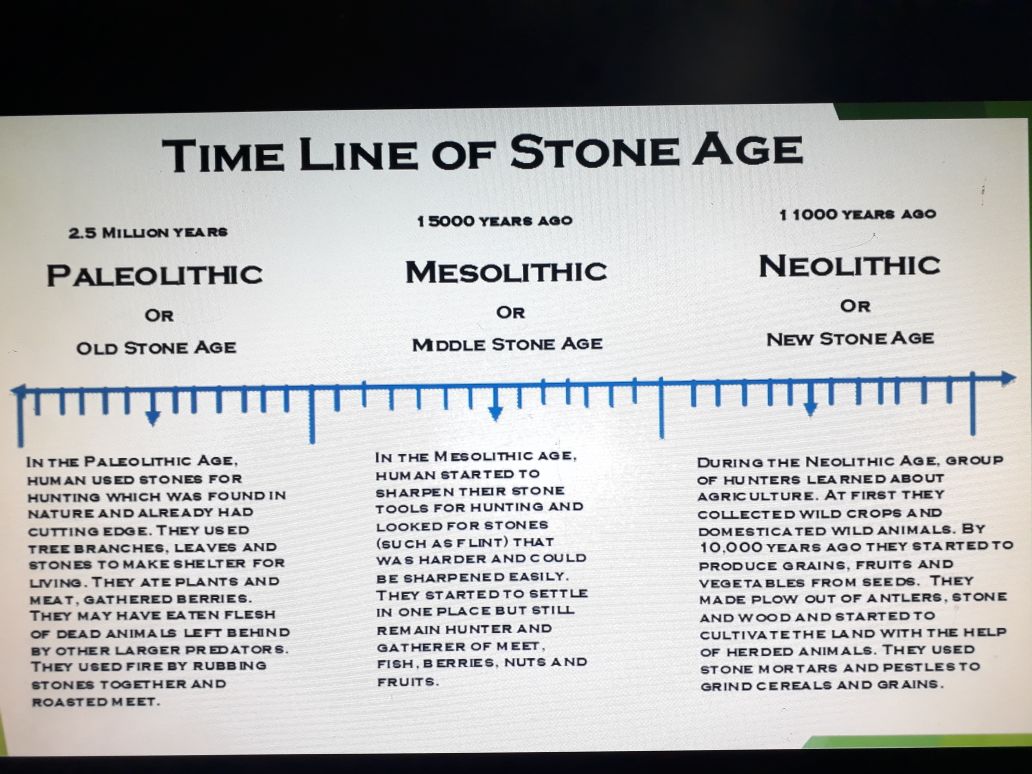 TIME LINE OF STONE AGE
2.5 MILLION YEARS
PALEOLITHIC
OR
OLD STONE AGE
15000 YEARS AGO
MESOLITHIC
OR
MIDDLE STONE AGE
11000 YEARS AGO
NEOLITHIC
OR
NEW STONE AGE
IN THE PALEOLITHIC AGE,
HUMAN USED STONES FOR
HUNTING WHICH WAS FOUND IN
NATURE AND ALREADY HAD
CUTTING EDGE. THEY USED
TREE BRANCHES, LEAVES AND
STONES TO MAKE SHELTER FOR
LIVING. THEY ATE PLANTS AND
MEAT, GATHERED BERRIES.
THEY MAY HAVE EATEN FLESH
OF DEAD ANIMALS LEFT BEHIND
BY OTHER LARGER PREDATORS.
THEY USED FIRE BY RUBBING
STONES TOGETHER AND
ROASTED MEET.
IN THE MESOLITHIC AGE,
HUMAN STARTED TO
SHARPEN THEIR STONE
TOOLS FOR HUNTING AND
LOOKED FOR STONES
(SUCH AS FLINT) THAT
WAS HARDER AND COULD
BE SHARPENED EASILY.
THEY STARTED TO SETTLE
IN ONE PLACE BUT STILL
REMAIN HUNTER AND
GATHERER OF MEET,
FISH, BERRIES, NUTS AND
FRUITS.
DURING THE NEOLITHIC AGE, GROUP
OF HUNTERS LEARNED ABOUT
AGRICULTURE. AT FIRST THEY
COLLECTED WILD CROPS AND
DOMESTICATED WILD ANIMALS. BY
10,000 YEARS AGO THEY STARTED TO
PRODUCE GRAINS, FRUITS AND
VEGETABLES FROM SEEDS. THEY
MADE PLOW OUT OF ANTLERS, STONE
AND WOOD AND STARTED TO
CULTIVATE THE LAND WITH THE HELP
OF HERDED ANIMALS. THEY USED
STONE MORTARS AND PESTLES TO
GRIND CEREALS AND GRAINS.